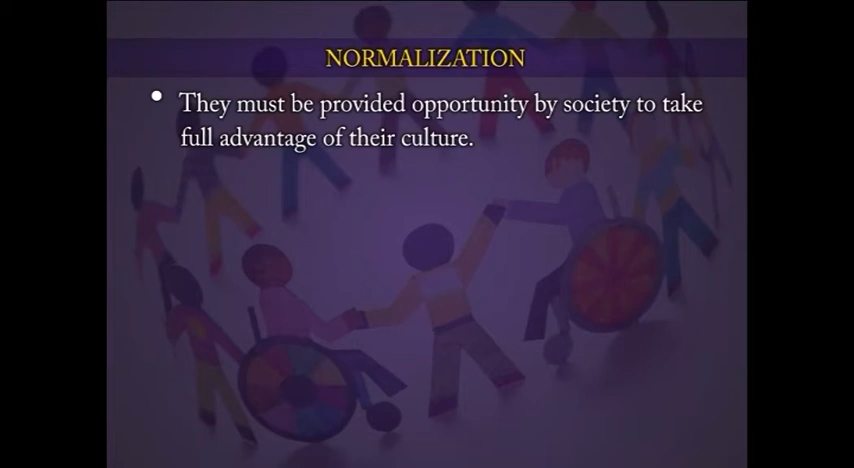 NORMALIZATION
• They must be provided opportunity by society to take
full advantage of their culture.